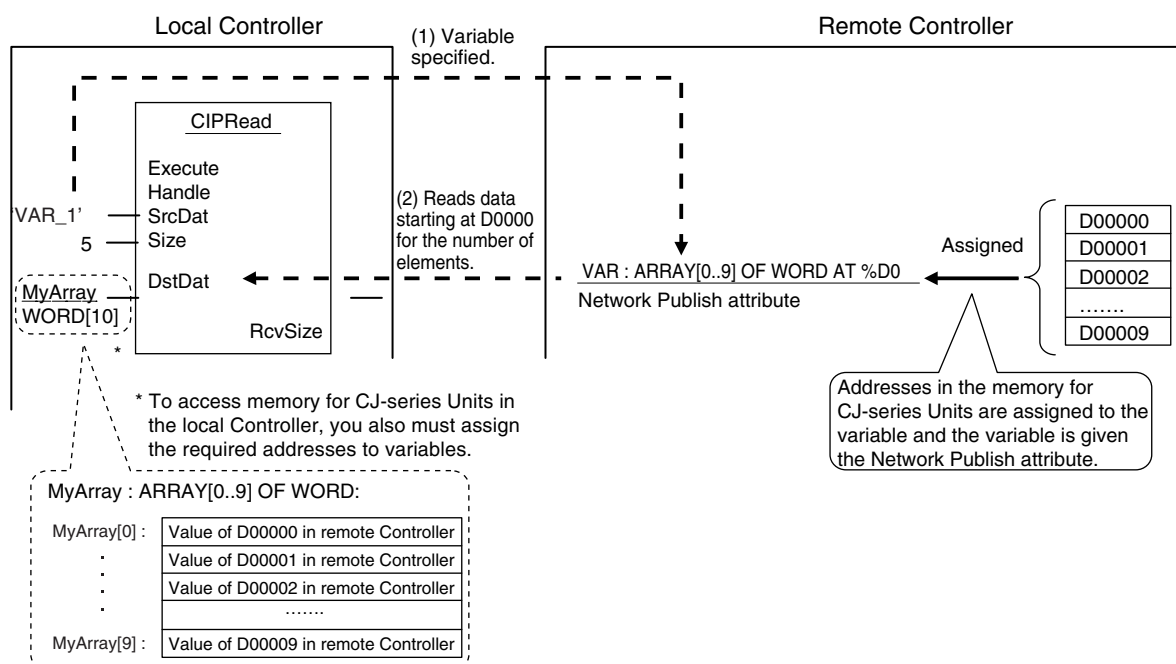 Local Controller
Remote Controller
(1) Variable
specified.
CIPRead
Execute
Handle
'VAR_1'
SrcDat
5
Size
MyArray
WORD[10]
DstDat
RcvSize
*
(2) Reads data
starting at D0000
for the number of
elements.
VAR : ARRAY[0..9] OF WORD AT %D0
Network Publish attribute
Assigned
D00000
D00001
D00002
.......
D00009
Addresses in the memory for
CJ-series Units are assigned to the
variable and the variable is given
the Network Publish attribute.
* To access memory for CJ-series Units in
the local Controller, you also must assign
the required addresses to variables.
MyArray : ARRAY[0..9] OF WORD:
MyArray[0] : Value of D00000 in remote Controller
Value of D00001 in remote Controller
Value of D00002 in remote Controller
.......
MyArray[9] : Value of D00009 in remote Controller